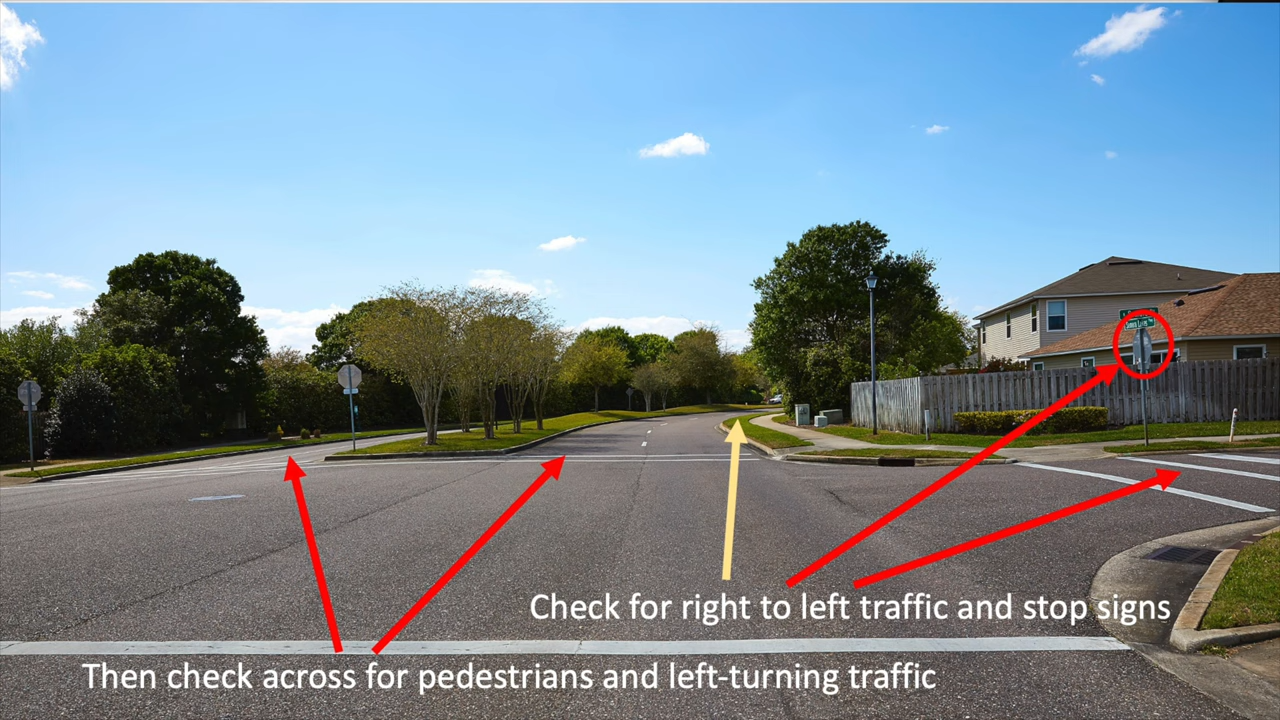 Check for right to left traffic and stop signs
Then check across for pedestrians and left-turning traffic